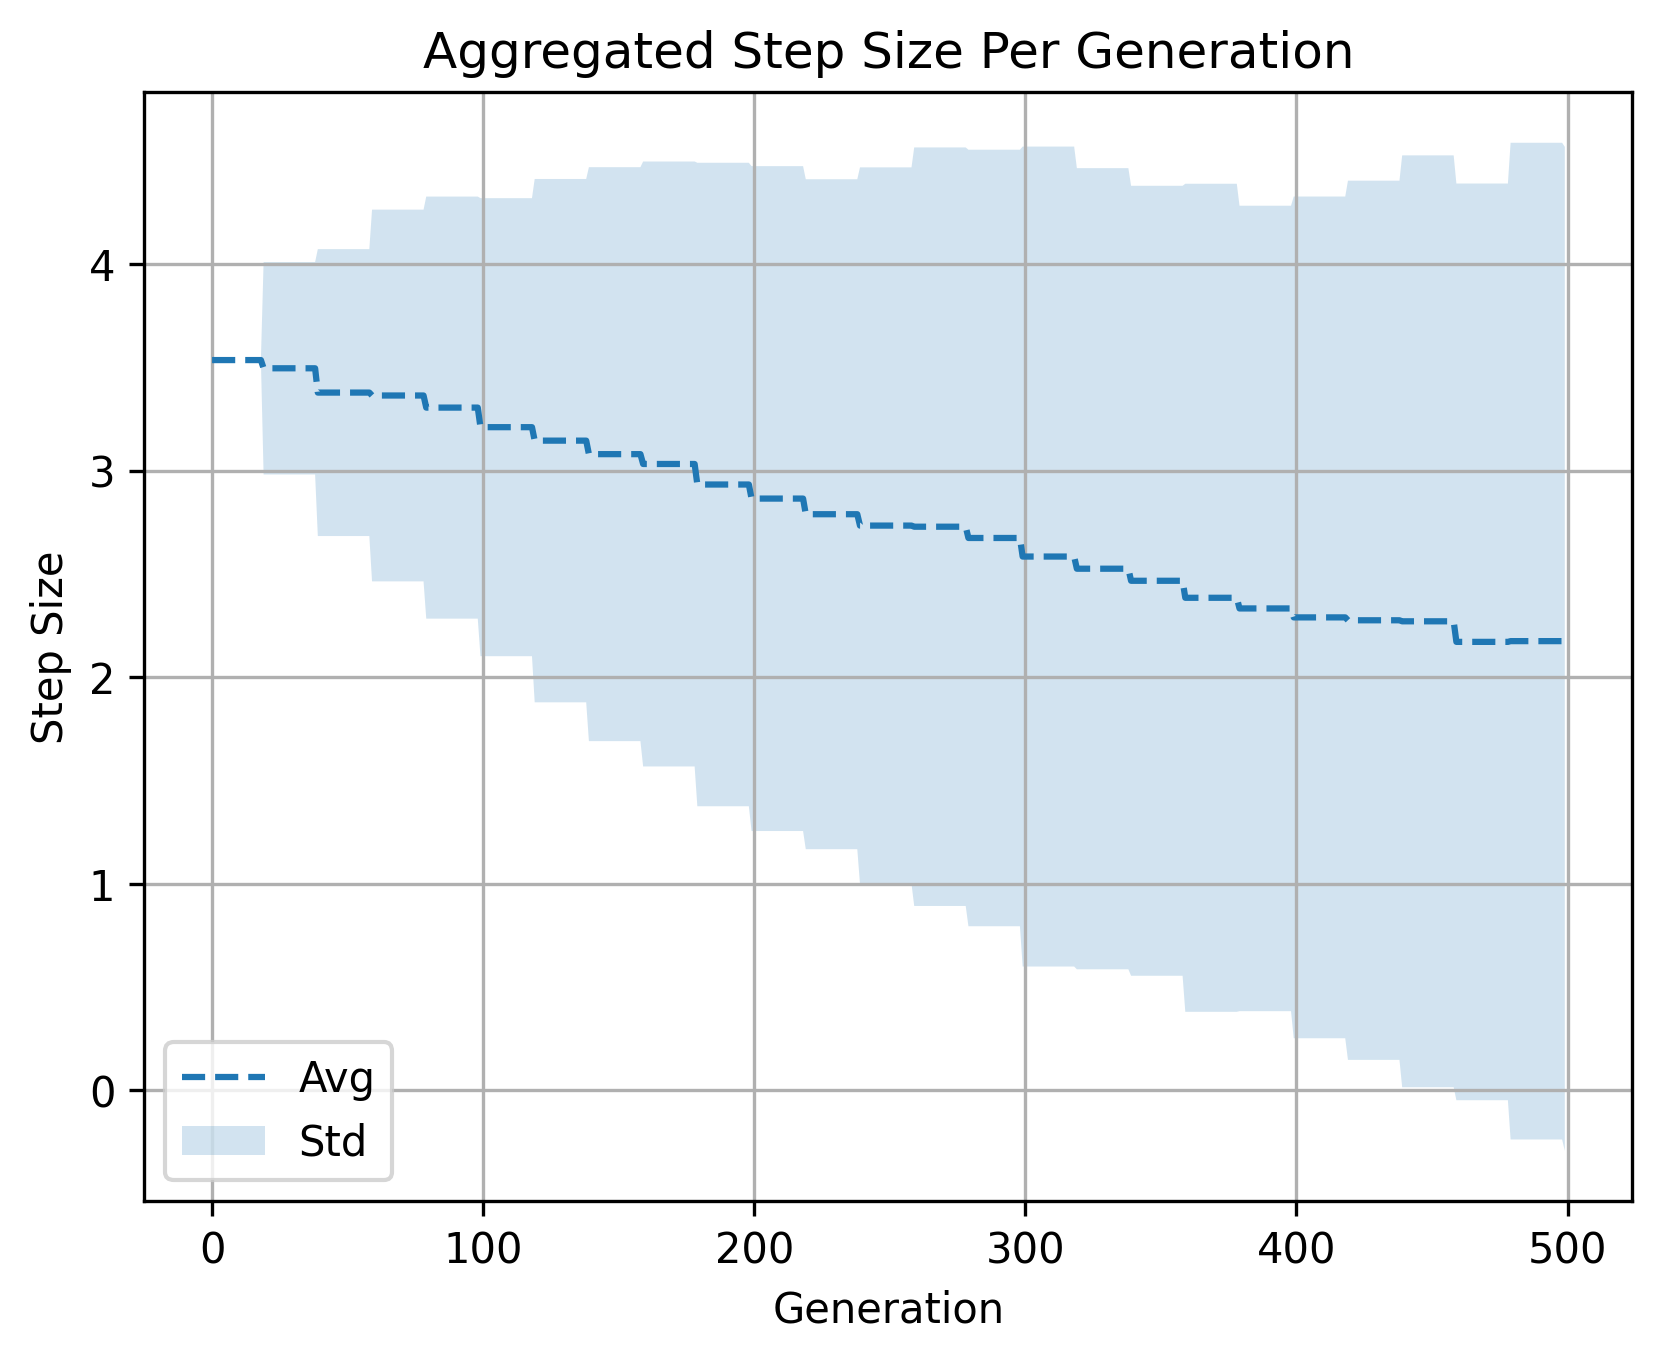 Aggregated Step Size Per Generation
Step Size
4
3
2
1
0
Avg
Std
0 100 200 300 400 500
Generation